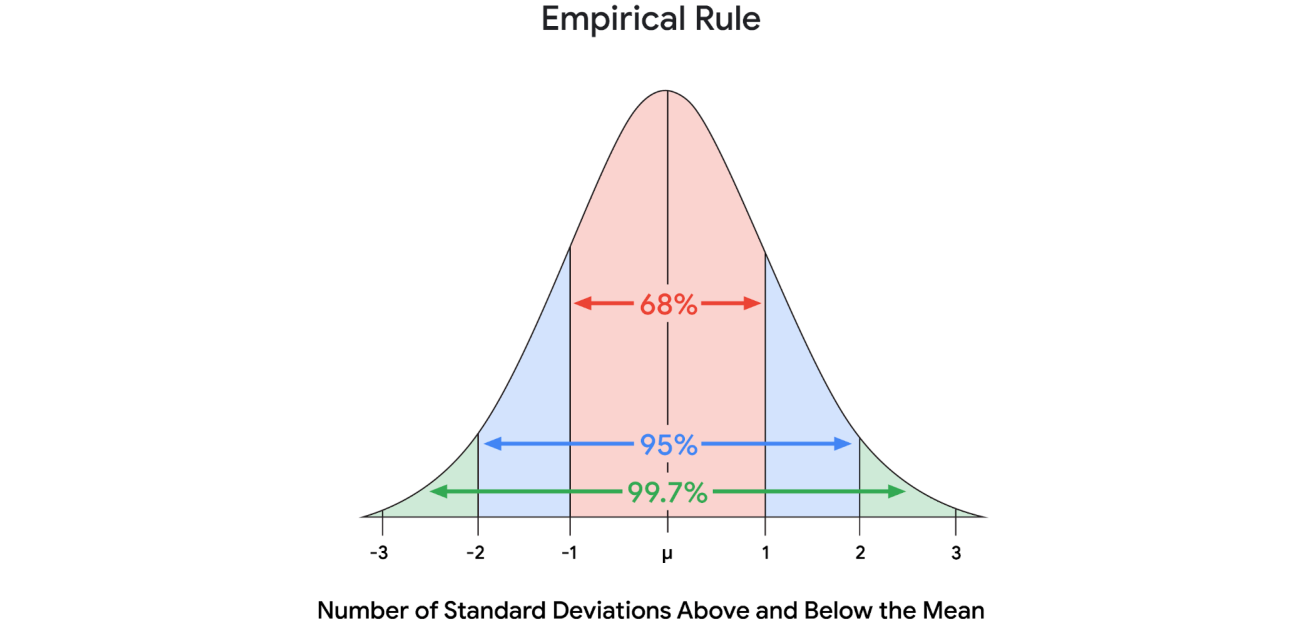 Empirical Rule
68%
95%
99.7%
-3 -2 -1 μ 1 2 3
Number of Standard Deviations Above and Below the Mean